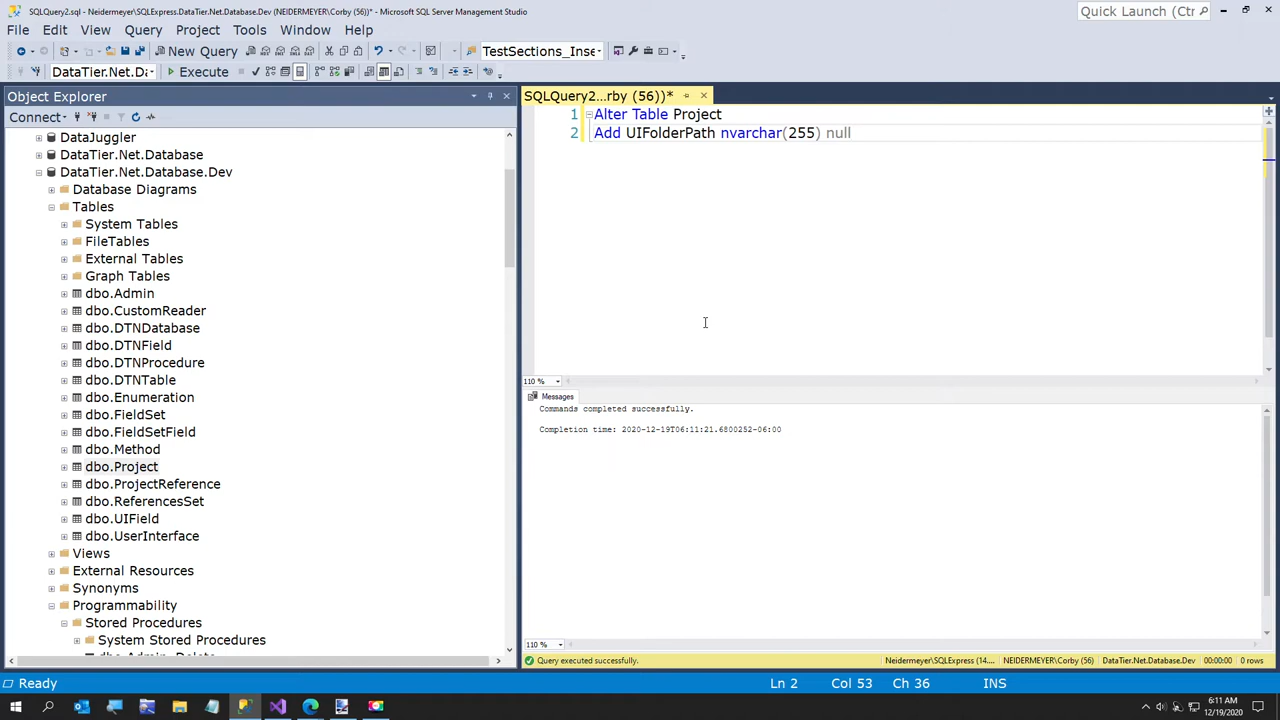 SQLQuery2.sql - Neidermeyer\SQLExpress.DataTier.Net.Database.Dev (NEIDERMEYER\Corby (56))* - Microsoft SQL Server Management Studio
Quick Launch (Ctr
File Edit View Query Project Tools Window Help
New Query
TestSections_Inse
DataTier.Net.Da
Execute
Object Explorer
SQLQuery2...rby (56))*
Connect
DataJuggler
DataTier.Net.Database
DataTier.Net.Database.Dev
Database Diagrams
Tables
System Tables
FileTables
External Tables
Graph Tables
dbo.Admin
dbo.CustomReader
dbo.DTNDatabase
dbo.DTNField
dbo.DTNProcedure
dbo.DTNTable
dbo.Enumeration
dbo.FieldSet
dbo.FieldSetField
dbo.Method
dbo.Project
dbo.ProjectReference
dbo.ReferencesSet
dbo.UIField
dbo.UserInterface
Views
External Resources
Synonyms
Programmability
Stored Procedures
System Stored Procedures
1 Alter Table Project
2 Add UIFolderPath nvarchar(255) null
110 %
Messages
Commands completed successfully.
Completion time: 2020-12-19T06:11:21.6800252-06:00
110 %
Query executed successfully.
Neidermeyer\SQLExpress (14....
NEIDERMEYER\Corby (56)
DataTier.Net.Database.Dev
00:00:00
0 rows
Ready
Ln 2
Col 53
Ch 36
INS
6:11 AM
12/19/2020